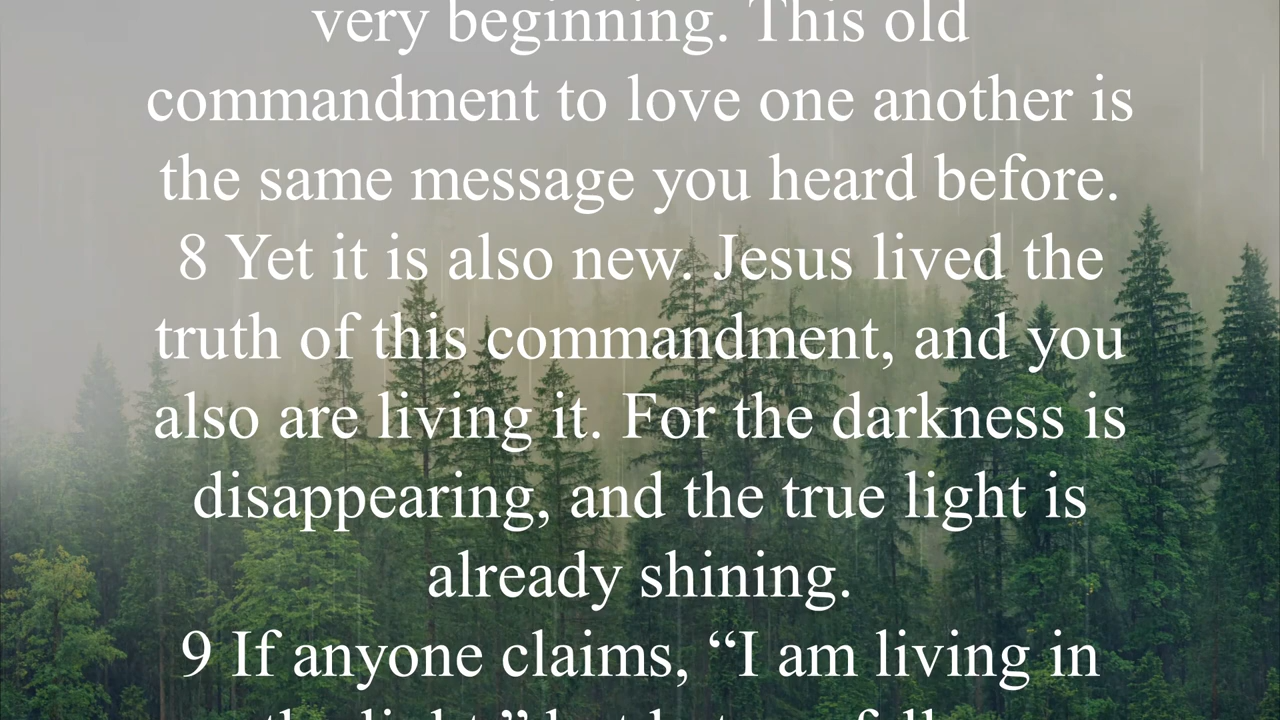 very beginning. This old
commandment to love one another is
the same message you heard before.
8 Yet it is also new. Jesus lived the
truth of this commandment, and you
also are living it. For the darkness is
disappearing, and the true light is
already shining.
9 If anyone claims, “I am living in